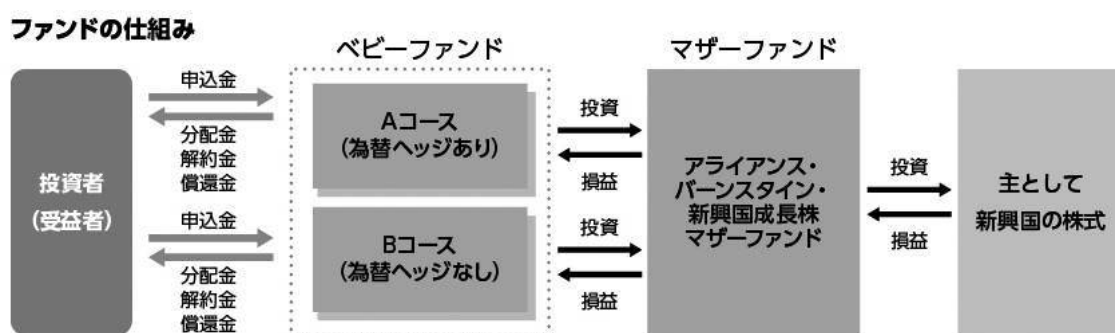 ファンドの仕組み
ベビーファンド
マザーファンド
投資者
(受益者)
申込金
分配金
解約金
償還金
申込金
分配金
解約金
償還金
Aコース
(為替ヘッジあり)
Bコース
(為替ヘッジなし)
投資
損益
投資
損益
アライアンス・
バーンスタイン・
新興国成長株
マザーファンド
投資
損益
主として
新興国の株式